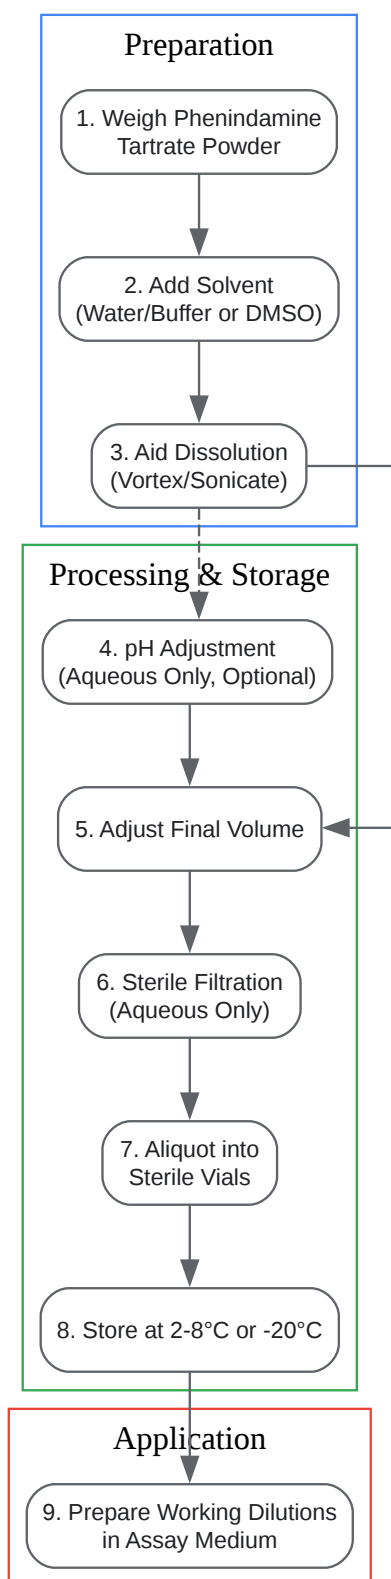 Preparation
1. Weigh Phenindamine
Tartrate Powder
2. Add Solvent
(Water/Buffer or DMSO)
3. Aid Dissolution
(Vortex/Sonicate)
Processing & Storage
4. pH Adjustment
(Aqueous Only, Optional)
5. Adjust Final Volume
6. Sterile Filtration
(Aqueous Only)
7. Aliquot into
Sterile Vials
8. Store at 2-8°C or -20°C
Application
9. Prepare Working Dilutions
in Assay Medium